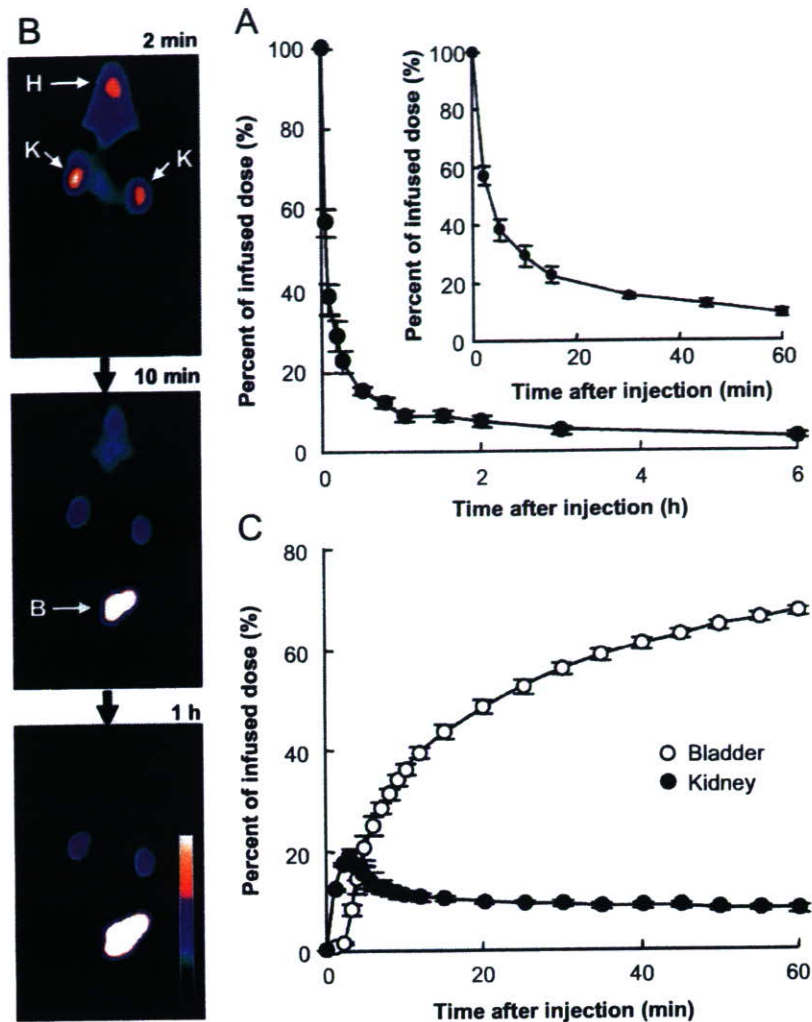 B
2 min
H
K
K
10 min
B
1 h
A
Percent of infused dose (%)
100
80
60
40
20
0
0
2
4
6
Time after injection (h)
Percent of infused dose (%)
100
80
60
40
20
0
0
20
40
60
Time after injection (min)
C
Percent of infused dose (%)
80
60
40
20
0
0
20
40
60
Bladder
Kidney
Time after injection (min)